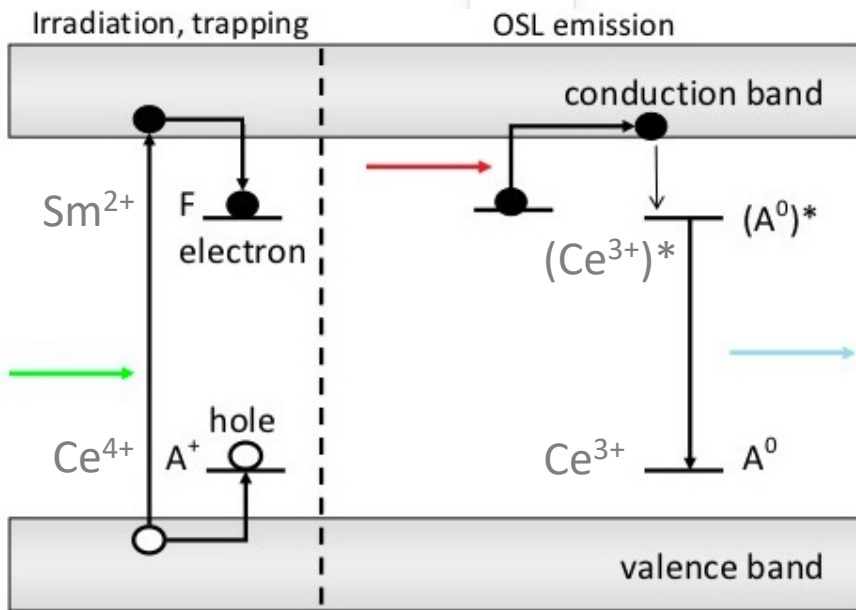 Irradiation, trapping
OSL emission
conduction band
Sm²⁺
F
electron
(A⁰)*
(Ce³⁺)*
hole
Ce⁴⁺
A⁺
Ce³⁺
A⁰
valence band